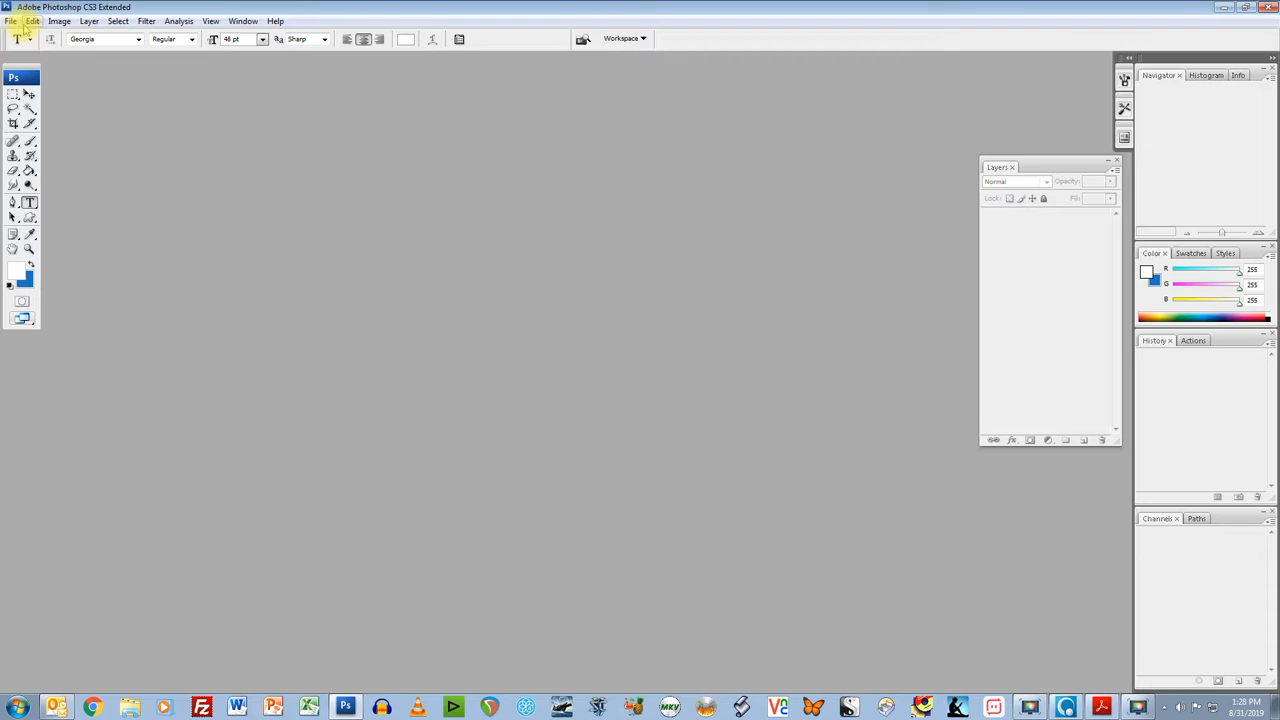 Ps Adobe Photoshop CS3 Extended
File Edit Image Layer Select Filter Analysis View Window Help
T Georgia Regular T 48 pt aa Sharp Workspace
Ps
T
Navigator Histogram Info
Layers
Normal Opacity:
Lock: Fill:
Color Swatches Styles
R 255
G 255
B 255
History Actions
Channels Paths
1:28 PM
8/31/2019